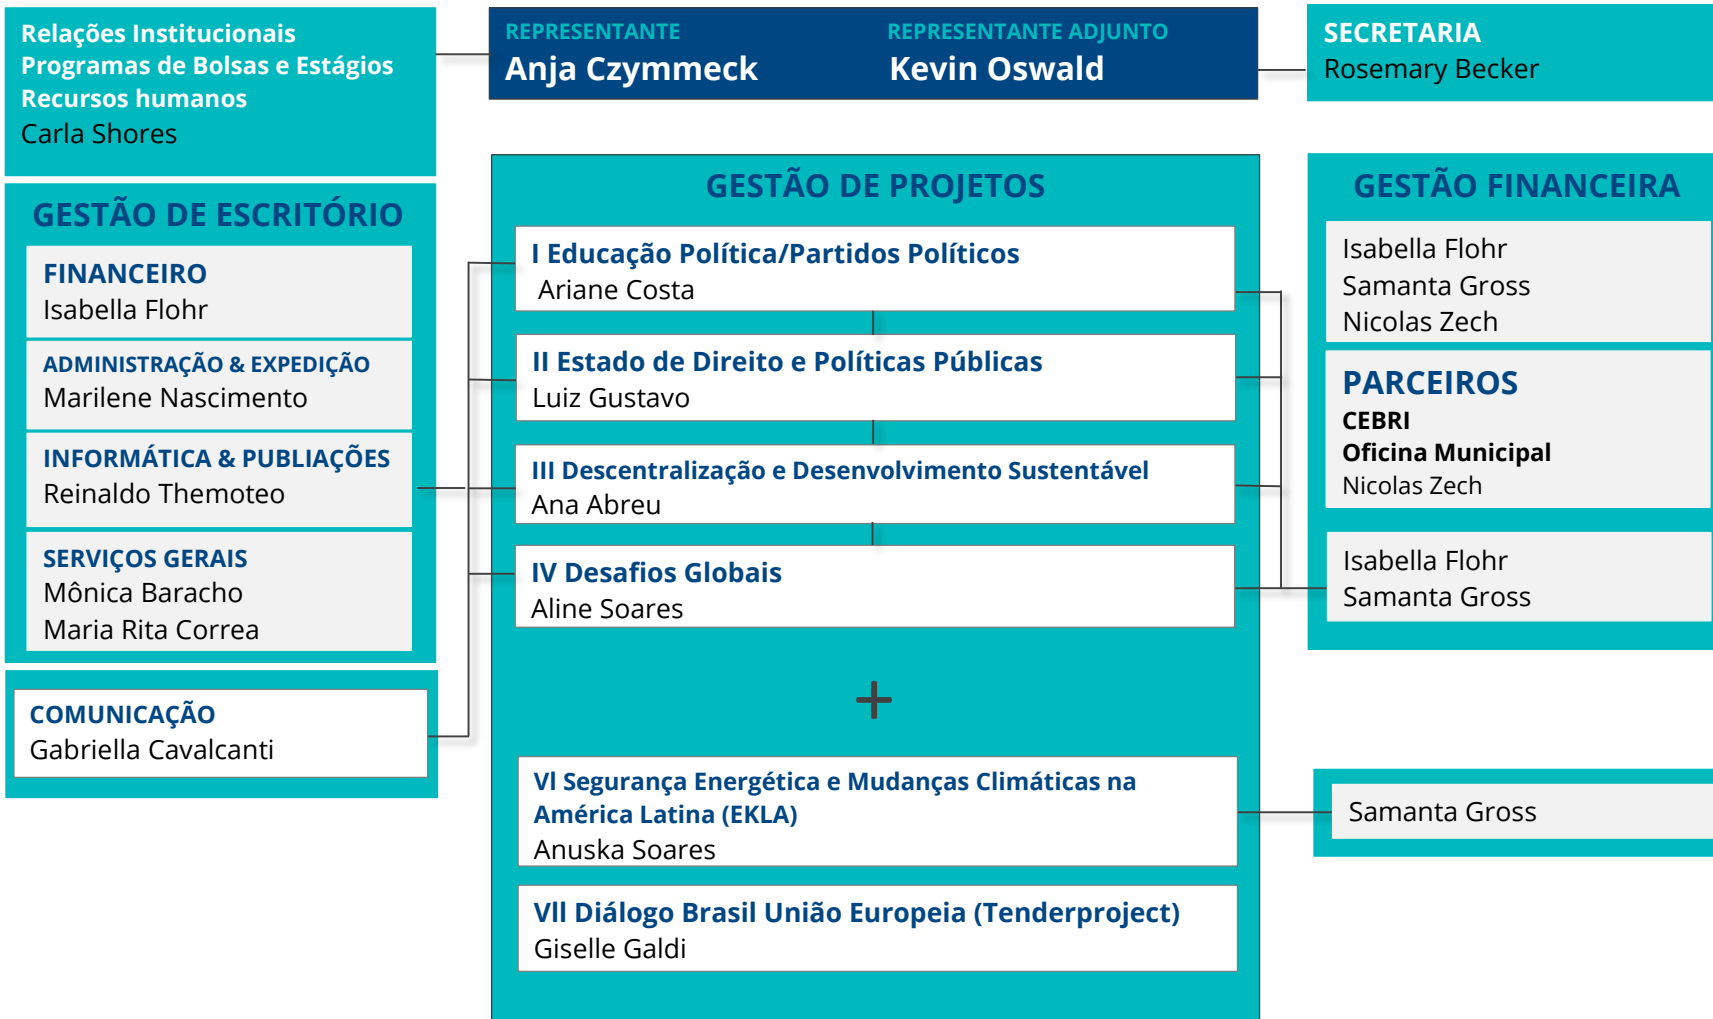 Relações Institucionais
Programas de Bolsas e Estágios
Recursos humanos
Carla Shores
REPRESENTANTE
Anja Czymmeck
REPRESENTANTE ADJUNTO
Kevin Oswald
SECRETARIA
Rosemary Becker
GESTÃO DE ESCRITÓRIO
FINANCEIRO
Isabella Flohr
ADMINISTRAÇÃO & EXPEDIÇÃO
Marilene Nascimento
INFORMÁTICA & PUBLIAÇÕES
Reinaldo Themoteo
SERVIÇOS GERAIS
Mônica Baracho
Maria Rita Correa
COMUNICAÇÃO
Gabriella Cavalcanti
GESTÃO DE PROJETOS
I Educação Política/Partidos Políticos
Ariane Costa
II Estado de Direito e Políticas Públicas
Luiz Gustavo
III Descentralização e Desenvolvimento Sustentável
Ana Abreu
IV Desafios Globais
Aline Soares
+
Vl Segurança Energética e Mudanças Climáticas na
América Latina (EKLA)
Anuska Soares
Vll Diálogo Brasil União Europeia (Tenderproject)
Giselle Galdi
GESTÃO FINANCEIRA
Isabella Flohr
Samanta Gross
Nicolas Zech
PARCEIROS
CEBRI
Oficina Municipal
Nicolas Zech
Isabella Flohr
Samanta Gross
Samanta Gross